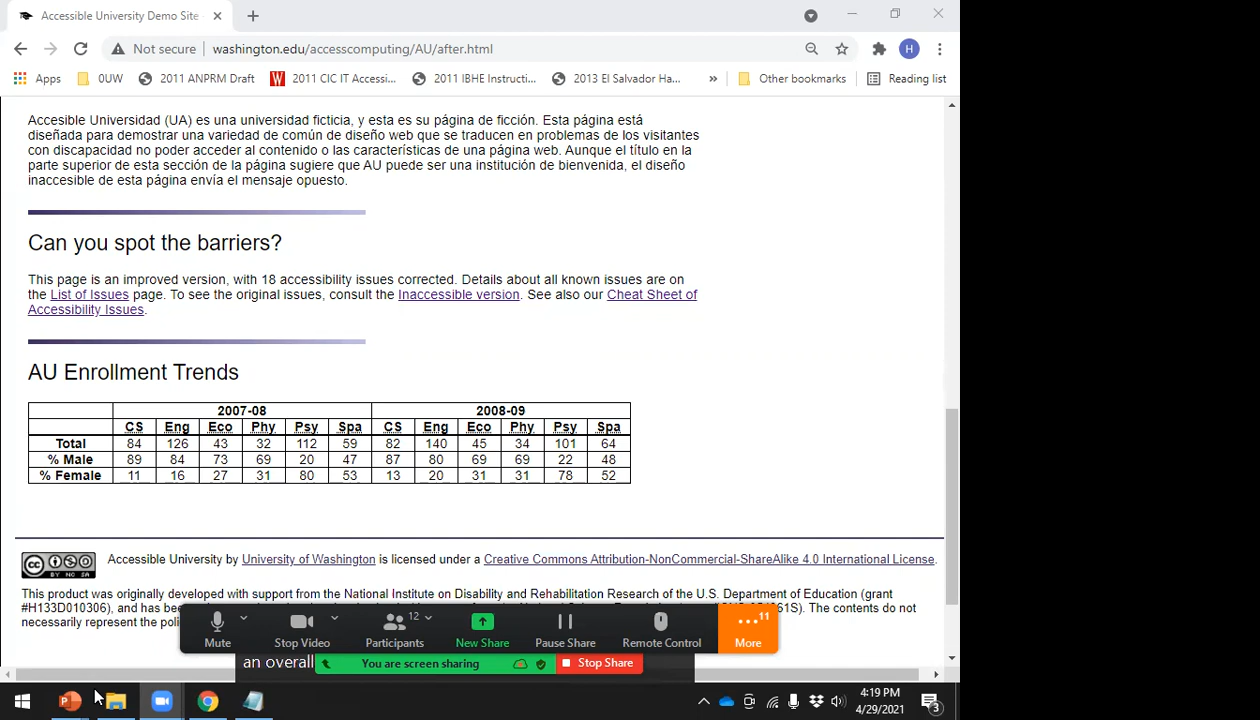 Accessible University Demo Site -
Not secure
washington.edu/accesscomputing/AU/after.html
H
Apps
0UW
2011 ANPRM Draft
2011 CIC IT Accessi...
2011 IBHE Instructi...
2013 El Salvador Ha...
»
Other bookmarks
Reading list
Accesible Universidad (UA) es una universidad ficticia, y esta es su página de ficción. Esta página está
diseñada para demostrar una variedad de común de diseño web que se traducen en problemas de los visitantes
con discapacidad no poder acceder al contenido o las características de una página web. Aunque el título en la
parte superior de esta sección de la página sugiere que AU puede ser una institución de bienvenida, el diseño
inaccesible de esta página envía el mensaje opuesto.
Can you spot the barriers?
This page is an improved version, with 18 accessibility issues corrected. Details about all known issues are on
the List of Issues page. To see the original issues, consult the Inaccessible version. See also our Cheat Sheet of
Accessibility Issues.
AU Enrollment Trends
2007-08 2008-09
CS Eng Eco Phy Psy Spa CS Eng Eco Phy Psy Spa
Total 84 126 43 32 112 59 82 140 45 34 101 64
% Male 89 84 73 69 20 47 87 80 69 69 22 48
% Female 11 16 27 31 80 53 13 20 31 31 78 52
cc BY NC SA
Accessible University by University of Washington is licensed under a Creative Commons Attribution-NonCommercial-ShareAlike 4.0 International License.
This product was originally developed with support from the National Institute on Disability and Rehabilitation Research of the U.S. Department of Education (grant
#H133D010306), and has The contents do not
necessarily represent the
12
11
Mute
Stop Video
Participants
New Share
Pause Share
Remote Control
More
an overall
You are screen sharing
Stop Share
4:19 PM
4/29/2021
3